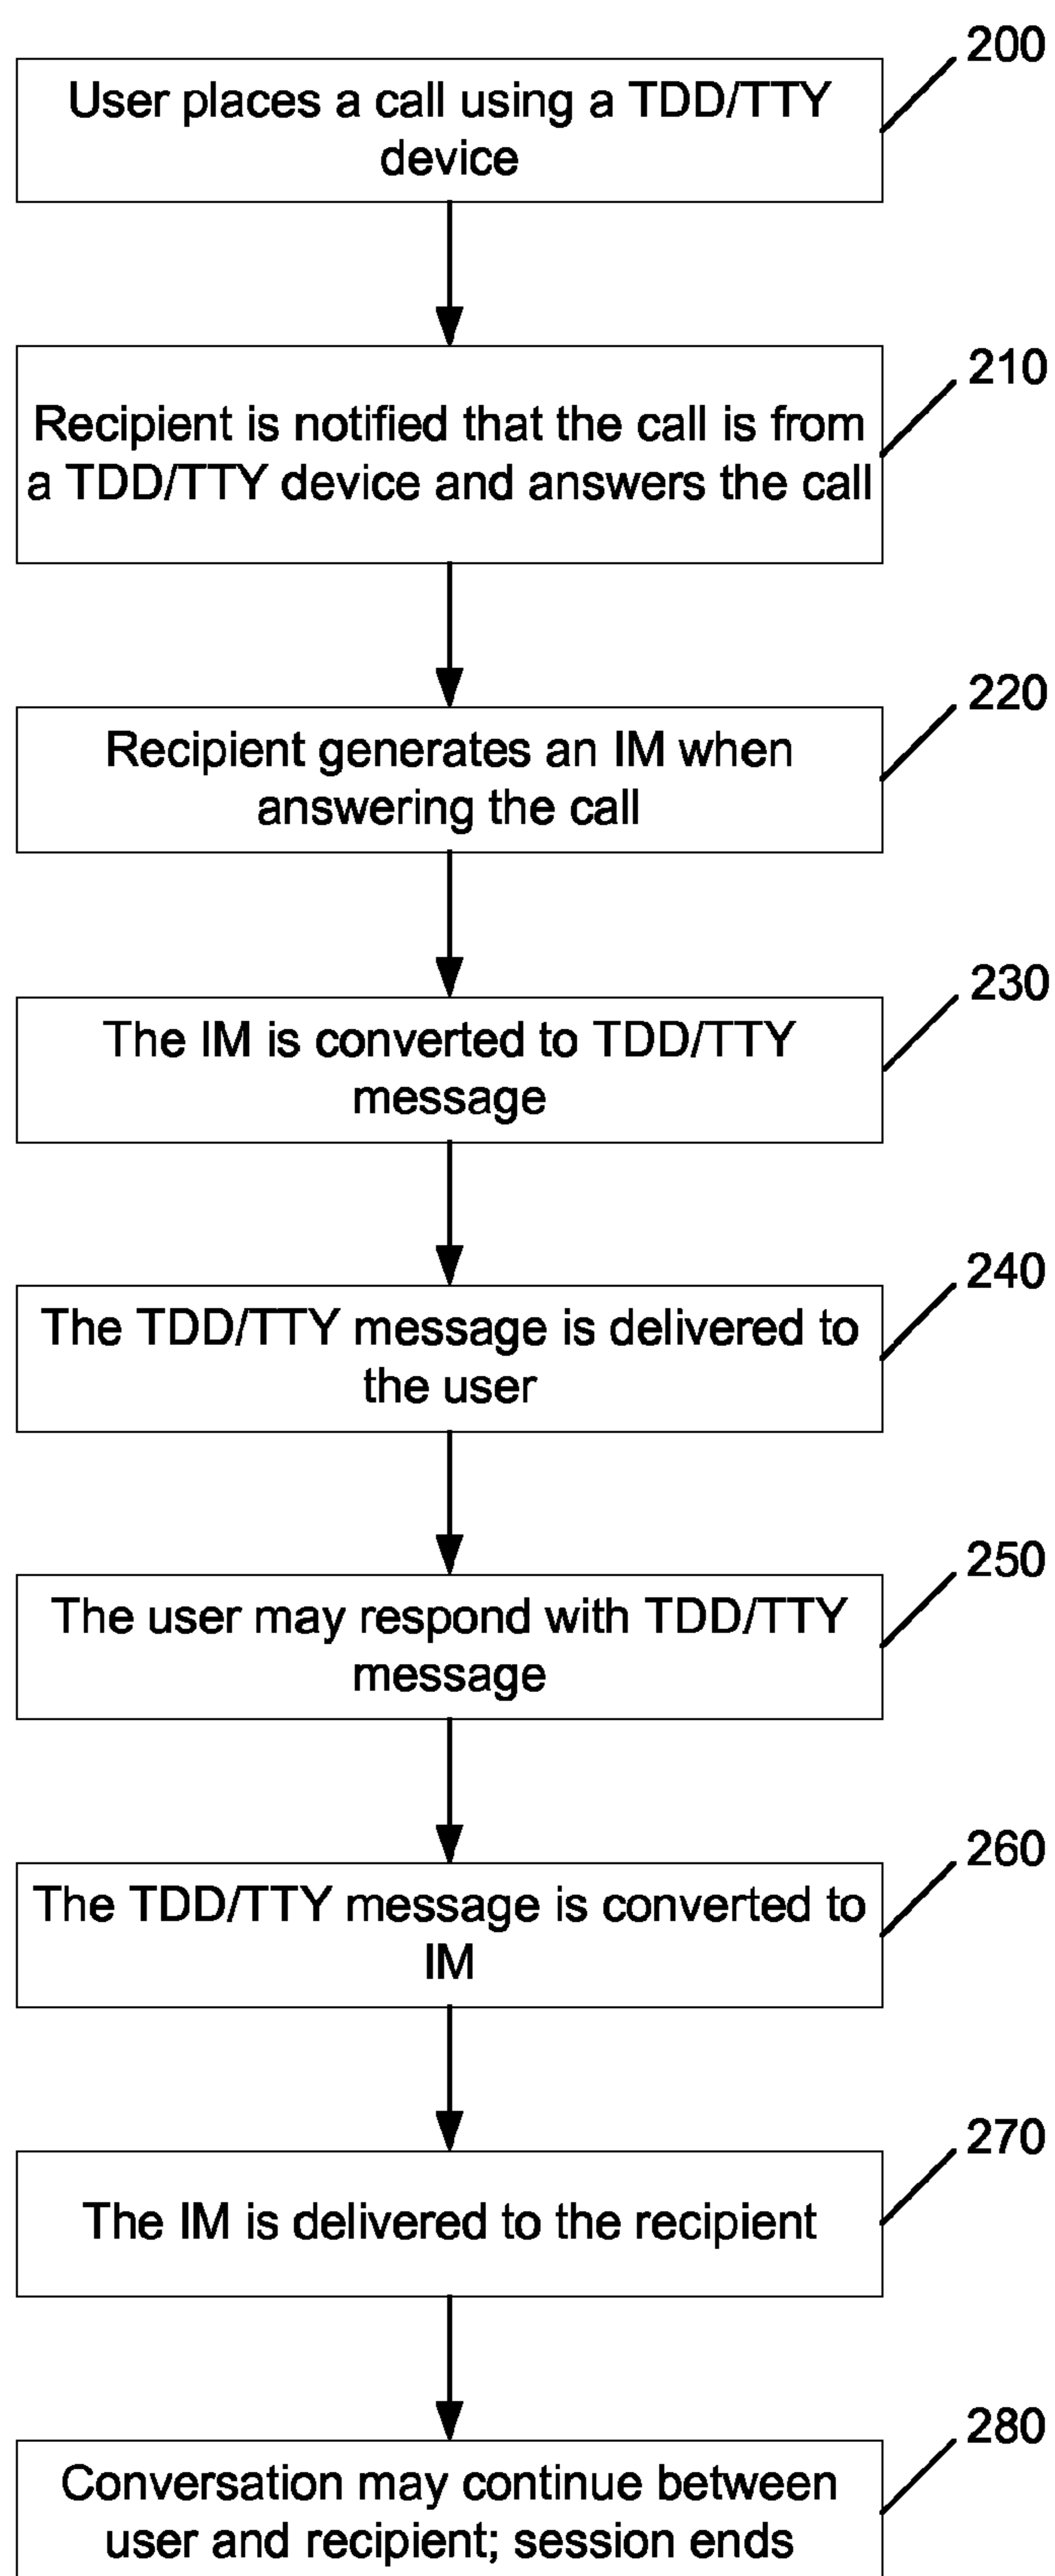 200
User places a call using a TDD/TTY
device
210
Recipient is notified that the call is from
a TDD/TTY device and answers the call
220
Recipient generates an IM when
answering the call
230
The IM is converted to TDD/TTY
message
240
The TDD/TTY message is delivered to
the user
250
The user may respond with TDD/TTY
message
260
The TDD/TTY message is converted to
IM
270
The IM is delivered to the recipient
280
Conversation may continue between
user and recipient; session ends